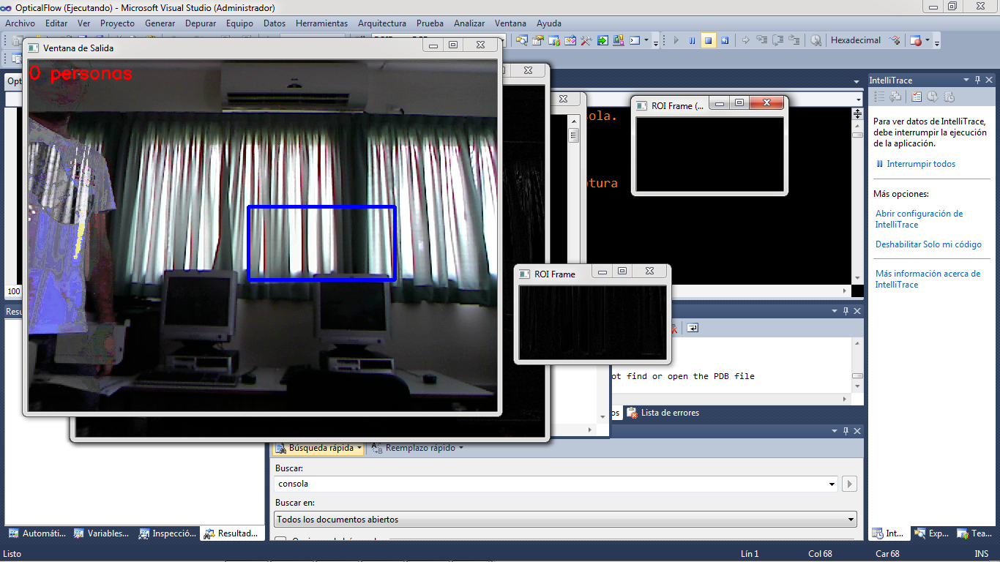 OpticalFlow (Ejecutando) - Microsoft Visual Studio (Administrador)
Archivo Editar Ver Proyecto Generar Depurar Equipo Datos Herramientas Arquitectura Prueba Analizar Ventana Ayuda
Hexadecimal
Ventana de Salida
0 personas
Opt
ola.
ptura
ROI Frame (...
ROI Frame
100
Resu
IntelliTrace
Para ver datos de IntelliTrace,
debe interrumpir la ejecución
de la aplicación.
Interrumpir todos
Más opciones:
Abrir configuración de
IntelliTrace
Deshabilitar Solo mi código
Más información acerca de
IntelliTrace
ot find or open the PDB file
os
Lista de errores
Búsqueda rápida
Reemplazo rápido
Buscar:
consola
Buscar en:
Todos los documentos abiertos
Automáti...
Variables...
Inspecció...
Resultad...
Int...
Exp...
Tea...
Listo
Lín 1
Col 68
Car 68
INS